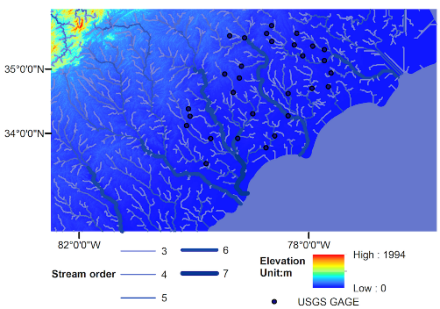 35°0'0"N
34°0'0"N
82°0'0"W
78°0'0"W
Stream order
3
4
5
6
7
Elevation
Unit:m
High : 1994
Low : 0
USGS GAGE